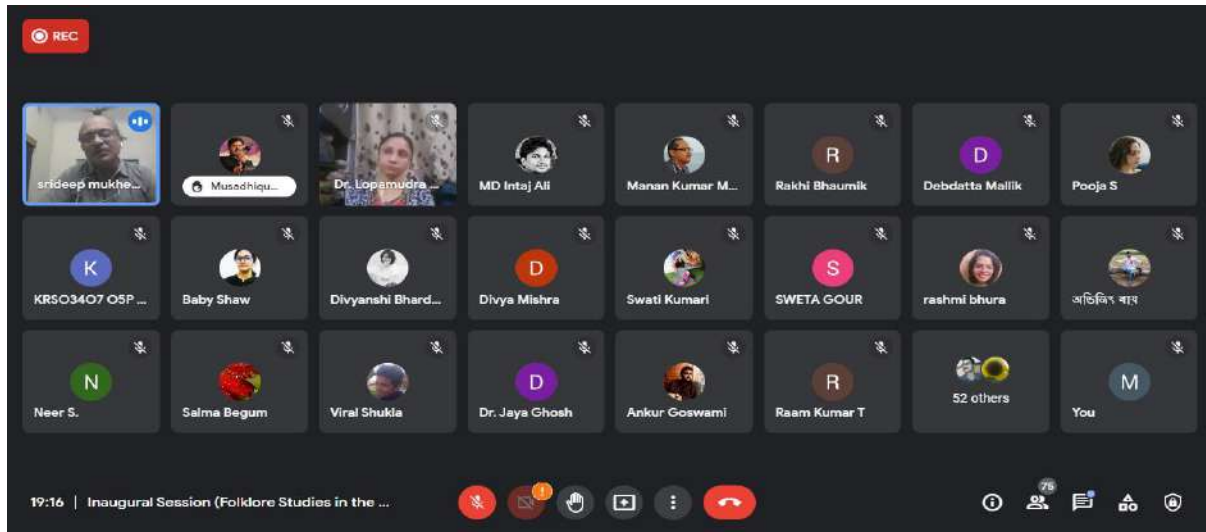 REC
srideep mukhe...
Musadhiqu...
Dr. Lopamudra ...
MD Intaj Ali
Manan Kumar M...
R
Rakhi Bhaumik
D
Debdatta Mallik
Pooja S
K
KRSO3407 O5P ...
Baby Shaw
Divyanshi Bhard...
D
Divya Mishra
Swati Kumari
S
SWETA GOUR
rashmi bhura
অভিজিৎ রায়
N
Neer S.
Salma Begum
Viral Shukla
D
Dr. Jaya Ghosh
Ankur Goswami
R
Raam Kumar T
52 others
M
You
19:16 | Inaugural Session (Folklore Studies in the ...
75